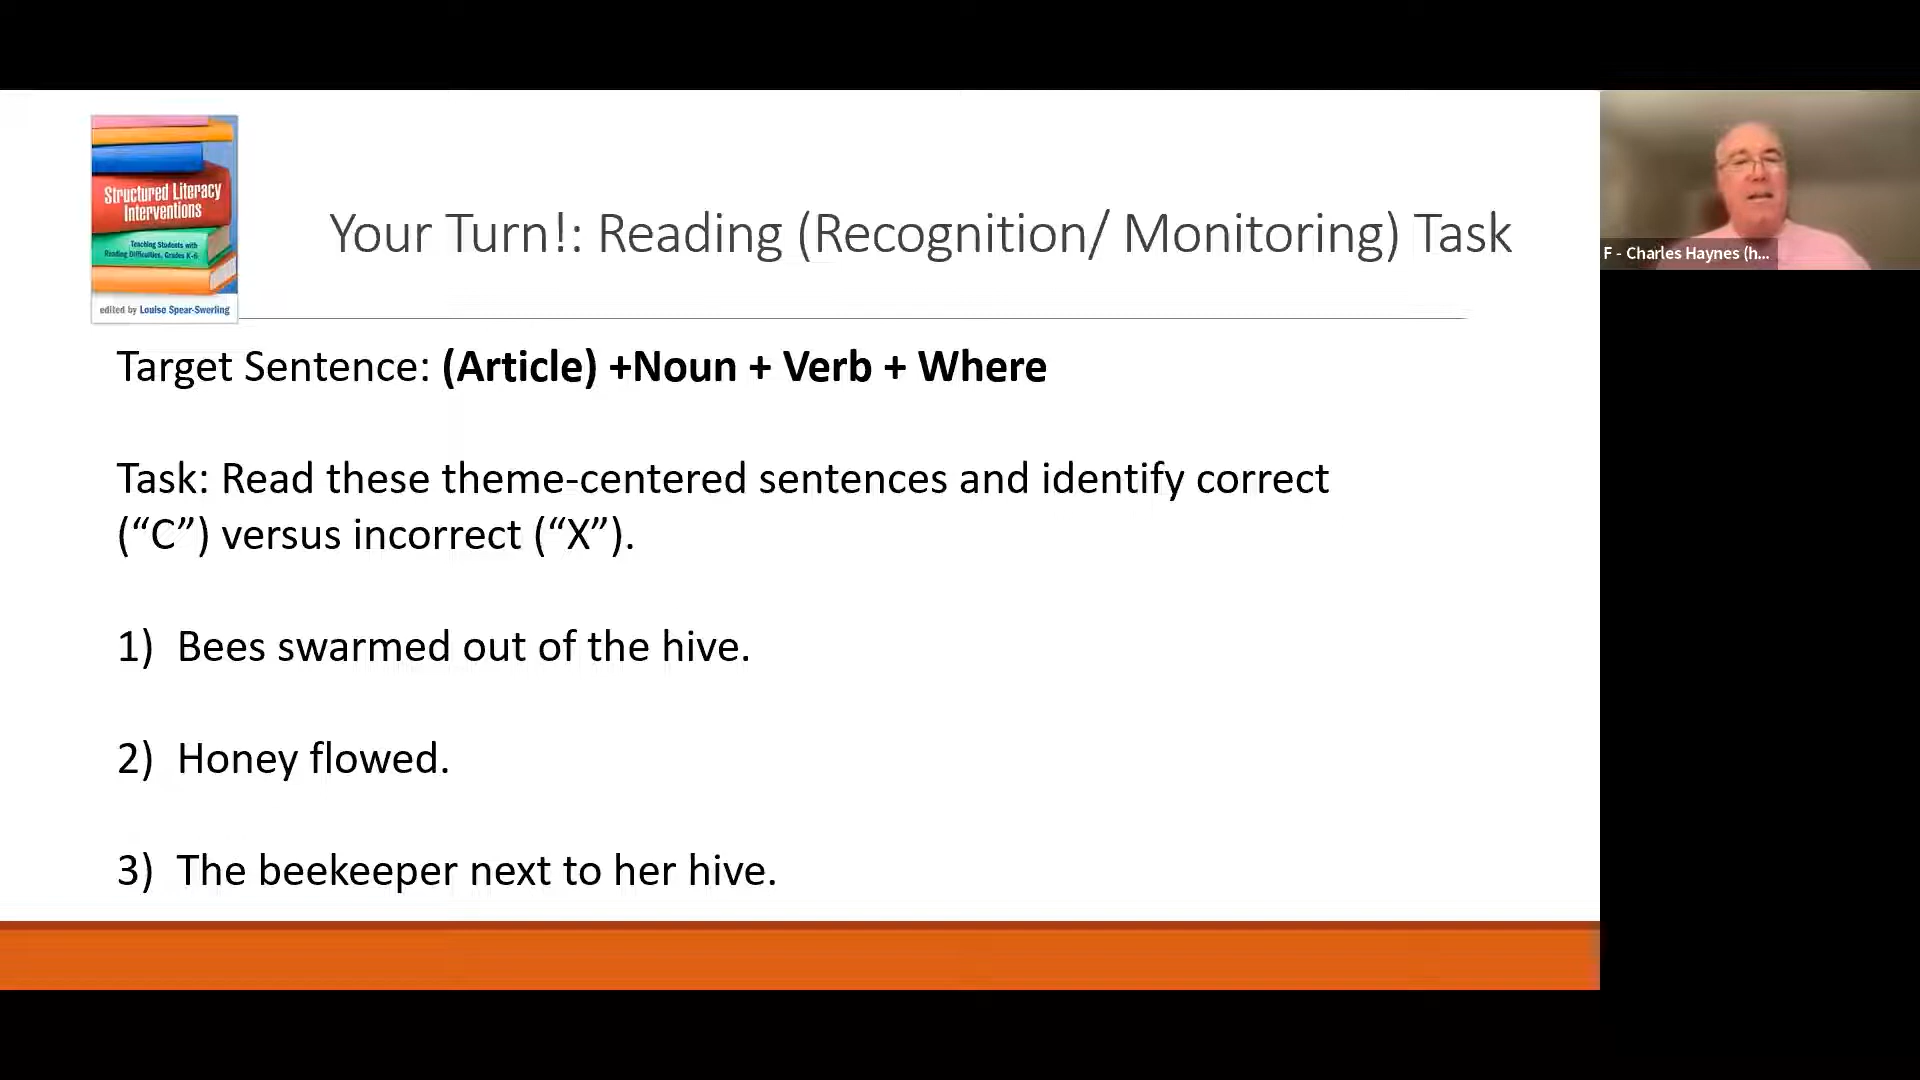 Structured Literacy
Interventions
Teaching Students with
Reading Difficulties, Grades K-6
edited by Louise Spear-Swerling
Your Turn!: Reading (Recognition/ Monitoring) Task
F - Charles Haynes (h...
Target Sentence: (Article) +Noun + Verb + Where
Task: Read these theme-centered sentences and identify correct
(“C”) versus incorrect (“X”).
1) Bees swarmed out of the hive.
2) Honey flowed.
3) The beekeeper next to her hive.